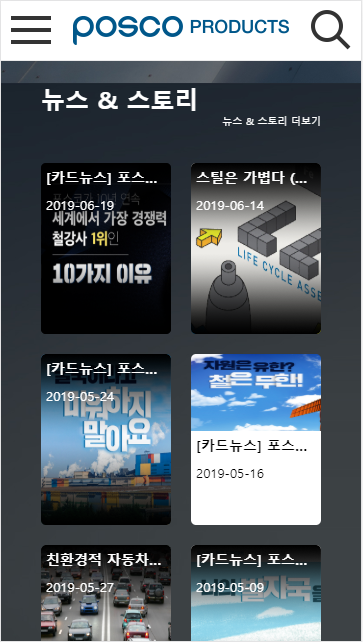 posco PRODUCTS
뉴스 & 스토리
뉴스 & 스토리 더보기
[카드뉴스] 포스...
2019-06-19
세계에서 가장 경쟁력
철강사 1위인
10가지 이유
스틸은 가볍다 (...
2019-06-14
LIFE CYCLE ASSE
[카드뉴스] 포스...
2019-05-24
미워하지
말아요
자원은 유한?
철은 무한!
[카드뉴스] 포스...
2019-05-16
친환경적 자동차...
2019-05-27
[카드뉴스] 포스...
2019-05-09